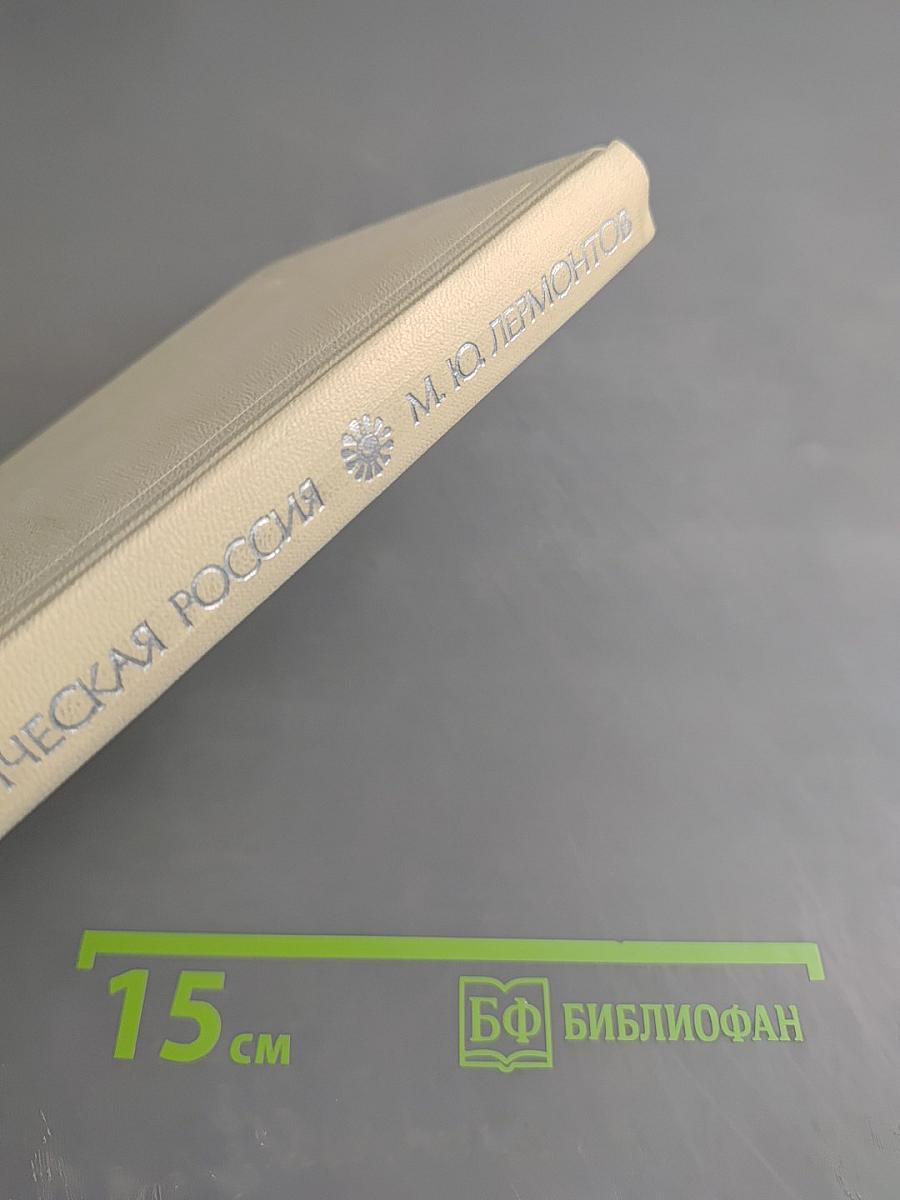 ЧЕСКАЯ РОССИЯ М. Ю. ЛЕРМОНТОВ
15 см
БФ БИБЛИОФАН